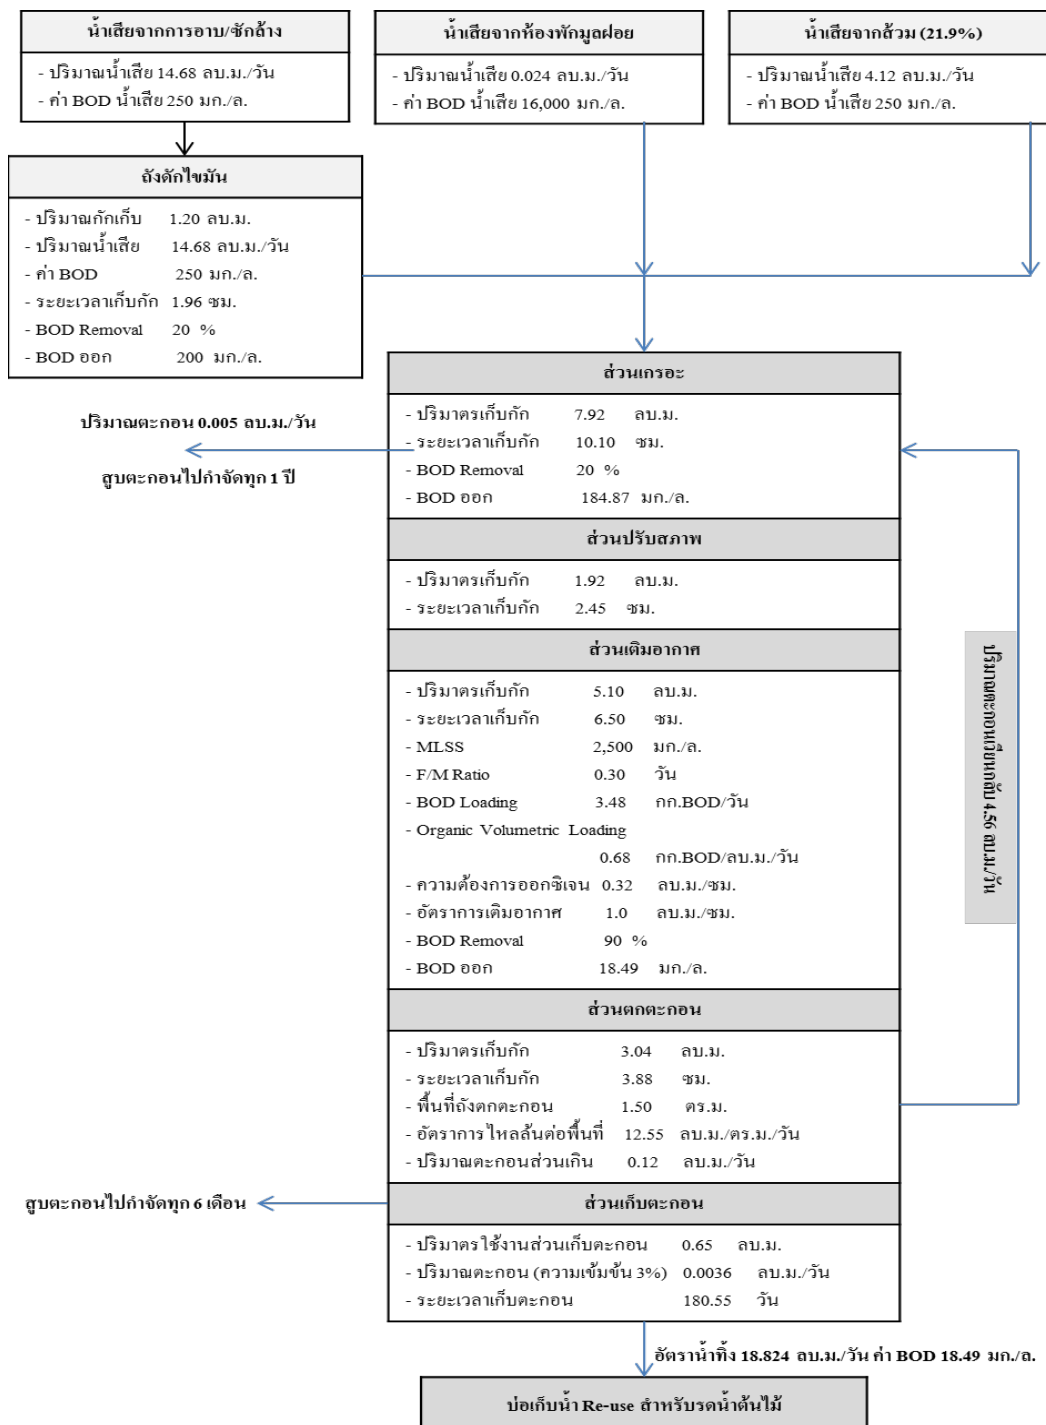 น้ำเสียจากการอาบ/ซักล้าง
- ปริมาณน้ำเสีย 14.68 ลบ.ม./วัน
- ค่า BOD น้ำเสีย 250 มก./ล.
น้ำเสียจากห้องพักมูลฝอย
- ปริมาณน้ำเสีย 0.024 ลบ.ม./วัน
- ค่า BOD น้ำเสีย 16,000 มก./ล.
น้ำเสียจากส้วม (21.9%)
- ปริมาณน้ำเสีย 4.12 ลบ.ม./วัน
- ค่า BOD น้ำเสีย 250 มก./ล.
ถังดักไขมัน
- ปริมาณกักเก็บ 1.20 ลบ.ม.
- ปริมาณน้ำเสีย 14.68 ลบ.ม./วัน
- ค่า BOD 250 มก./ล.
- ระยะเวลาเก็บกัก 1.96 ชม.
- BOD Removal 20 %
- BOD ออก 200 มก./ล.
ปริมาณตะกอน 0.005 ลบ.ม./วัน
สูบตะกอนไปกำจัดทุก 1 ปี
ส่วนเกรอะ
- ปริมาตรเก็บกัก 7.92 ลบ.ม.
- ระยะเวลาเก็บกัก 10.10 ชม.
- BOD Removal 20 %
- BOD ออก 184.87 มก./ล.
ส่วนปรับสภาพ
- ปริมาตรเก็บกัก 1.92 ลบ.ม.
- ระยะเวลาเก็บกัก 2.45 ชม.
ส่วนเติมอากาศ
- ปริมาตรเก็บกัก 5.10 ลบ.ม.
- ระยะเวลาเก็บกัก 6.50 ชม.
- MLSS 2,500 มก./ล.
- F/M Ratio 0.30 วัน
- BOD Loading 3.48 กก.BOD/วัน
- Organic Volumetric Loading
0.68 กก.BOD/ลบ.ม./วัน
- ความต้องการออกซิเจน 0.32 ลบ.ม./ชม.
- อัตราการเติมอากาศ 1.0 ลบ.ม./ชม.
- BOD Removal 90 %
- BOD ออก 18.49 มก./ล.
ปริมาณตะกอนเวียนกลับ 4.56 ลบ.ม./วัน
ส่วนตกตะกอน
- ปริมาตรเก็บกัก 3.04 ลบ.ม.
- ระยะเวลาเก็บกัก 3.88 ชม.
- พื้นที่ถังตกตะกอน 1.50 ตร.ม.
- อัตราการไหลล้นต่อพื้นที่ 12.55 ลบ.ม./ตร.ม./วัน
- ปริมาณตะกอนส่วนเกิน 0.12 ลบ.ม./วัน
สูบตะกอนไปกำจัดทุก 6 เดือน
ส่วนเก็บตะกอน
- ปริมาตรใช้งานส่วนเก็บตะกอน 0.65 ลบ.ม.
- ปริมาณตะกอน (ความเข้มข้น 3%) 0.0036 ลบ.ม./วัน
- ระยะเวลาเก็บตะกอน 180.55 วัน
อัตราน้ำทิ้ง 18.824 ลบ.ม./วัน ค่า BOD 18.49 มก./ล.
บ่อเก็บน้ำ Re-use สำหรับรดน้ำต้นไม้